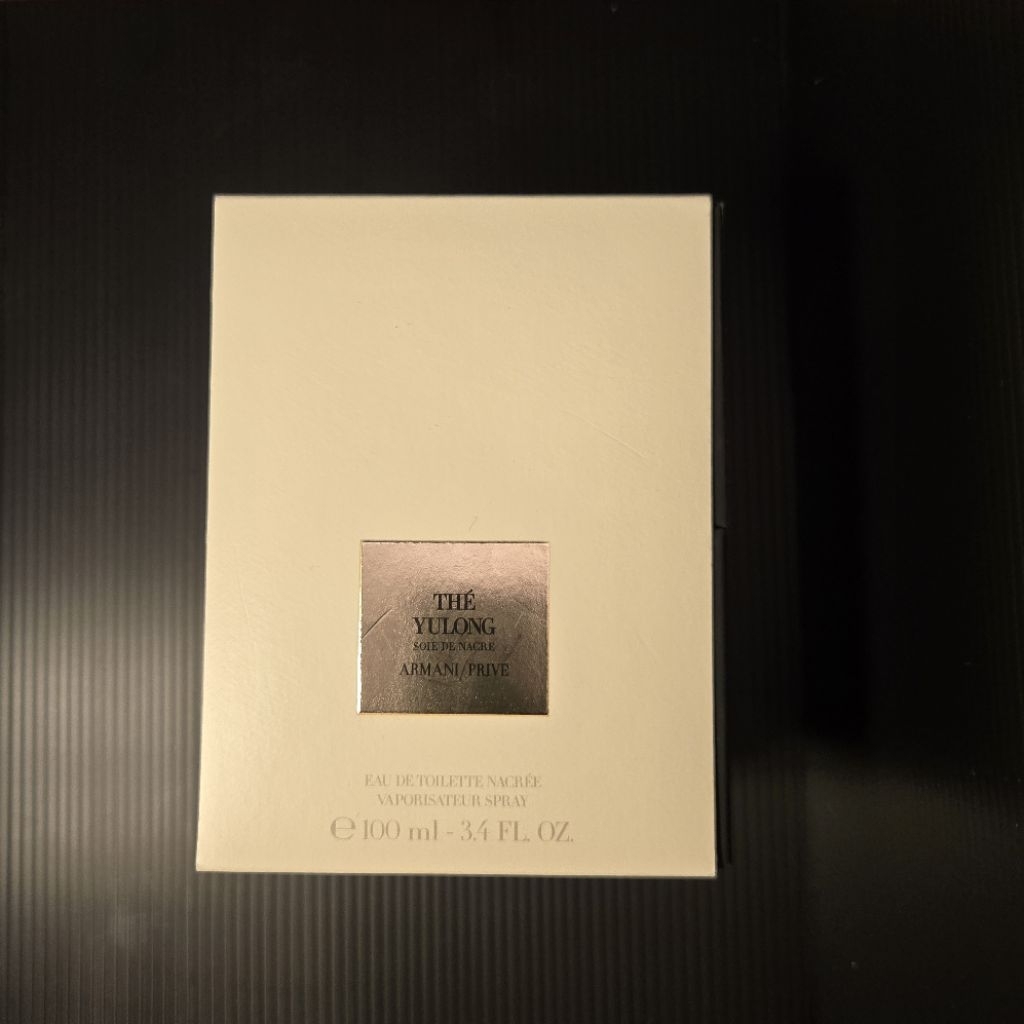 THÉ
YULONG
SOIE DE NACRE
ARMANI/PRIVE
EAU DE TOILETTE NACRÉE
VAPORISATEUR SPRAY
℮ 100 ml - 3.4 FL. OZ.